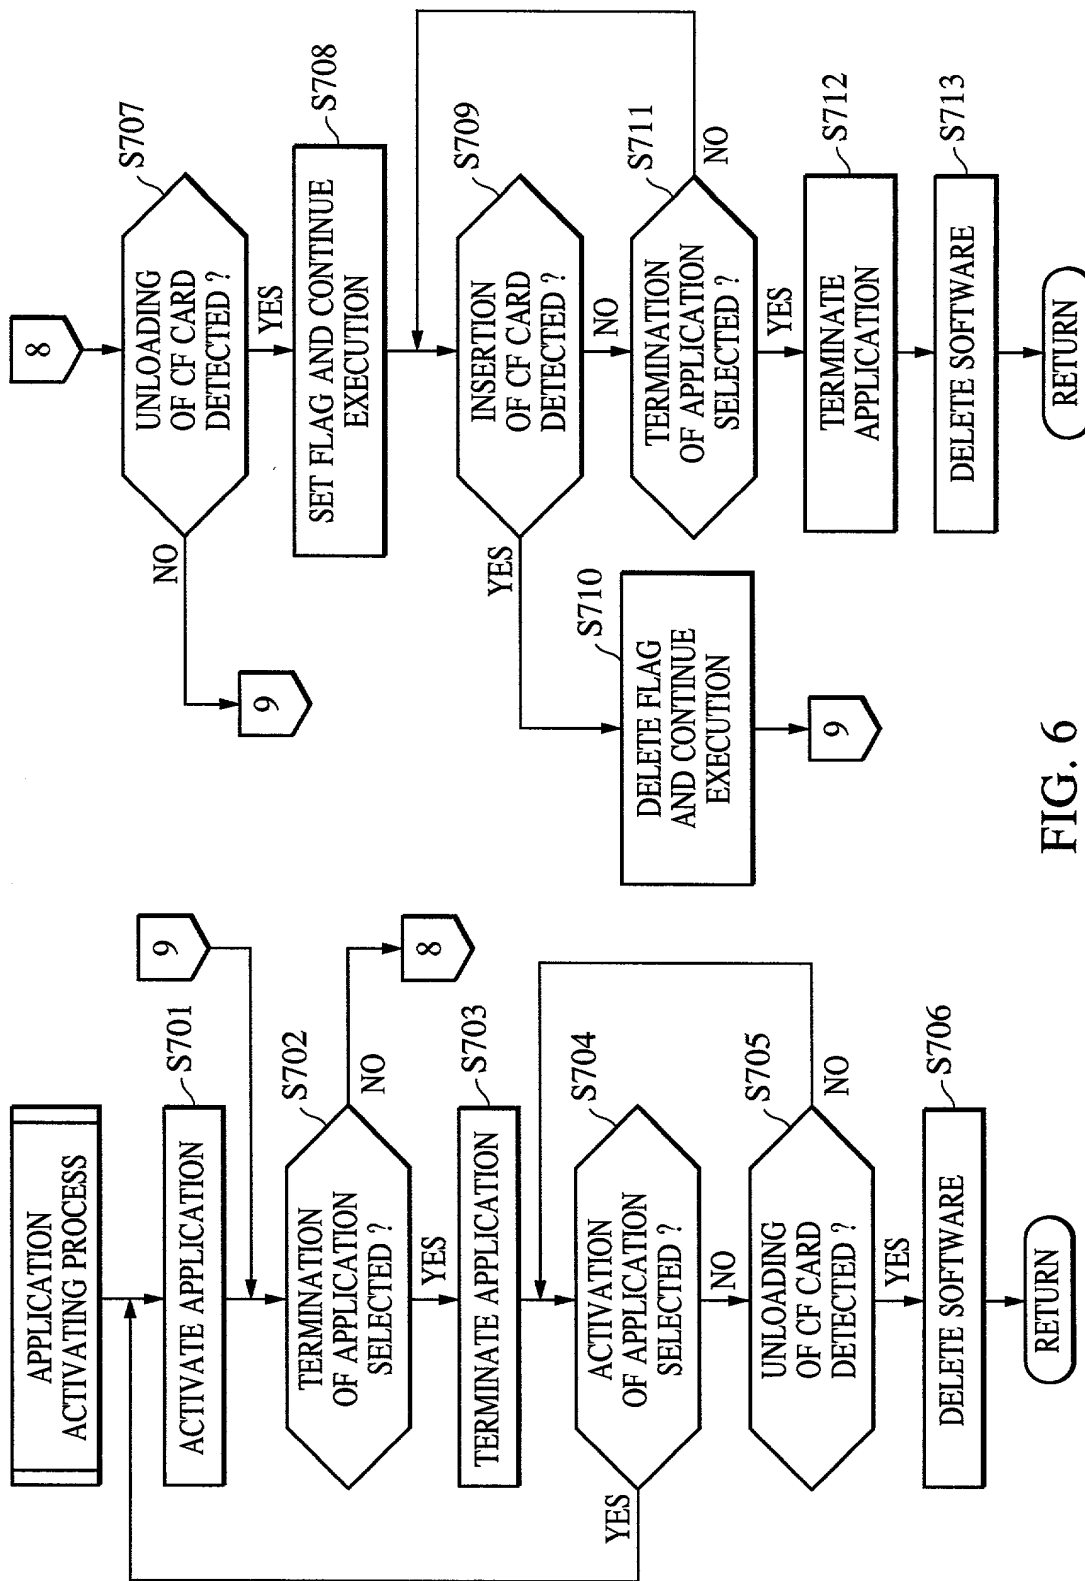 APPLICATION
ACTIVATING PROCESS
9
S701
ACTIVATE APPLICATION
S702
TERMINATION
OF APPLICATION
SELECTED ?
NO
8
YES
S703
TERMINATE APPLICATION
S704
ACTIVATION
OF APPLICATION
SELECTED ?
YES
NO
S705
UNLOADING
OF CF CARD
DETECTED ?
NO
YES
S706
DELETE SOFTWARE
RETURN
8
S707
UNLOADING
OF CF CARD
DETECTED ?
NO
9
YES
S708
SET FLAG AND CONTINUE
EXECUTION
S709
INSERTION
OF CF CARD
DETECTED ?
YES
NO
S710
DELETE FLAG
AND CONTINUE
EXECUTION
9
S711
TERMINATION
OF APPLICATION
SELECTED ?
NO
YES
S712
TERMINATE
APPLICATION
S713
DELETE SOFTWARE
RETURN
FIG. 6